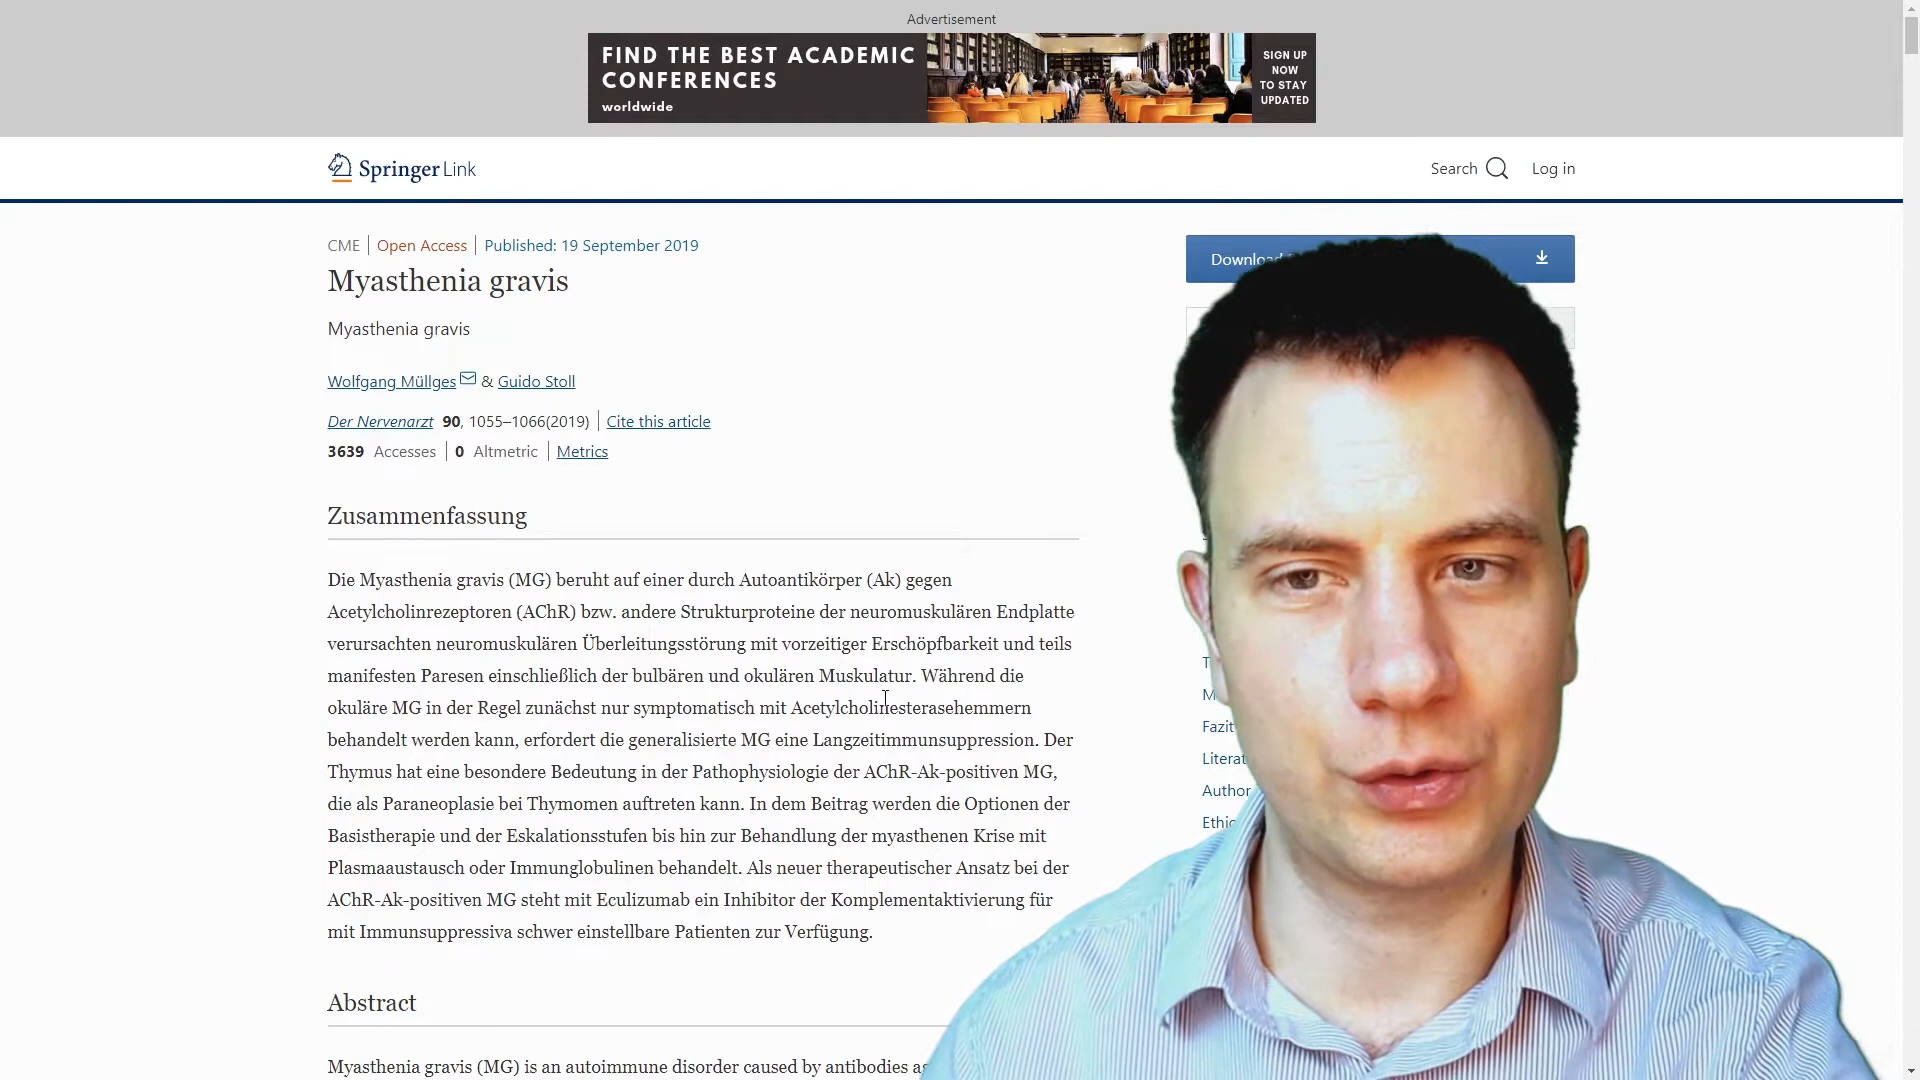 Advertisement
FIND THE BEST ACADEMIC
CONFERENCES
worldwide
SIGN UP
NOW
TO STAY
UPDATED
Springer Link
Search
Log in
CME | Open Access | Published: 19 September 2019
Myasthenia gravis
Myasthenia gravis
Wolfgang Müllges & Guido Stoll
Der Nervenarzt 90, 1055–1066(2019) | Cite this article
3639 Accesses | 0 Altmetric | Metrics
Zusammenfassung
Die Myasthenia gravis (MG) beruht auf einer durch Autoantikörper (Ak) gegen
Acetylcholinrezeptoren (AChR) bzw. andere Strukturproteine der neuromuskulären Endplatte
verursachten neuromuskulären Überleitungsstörung mit vorzeitiger Erschöpfbarkeit und teils
manifesten Paresen einschließlich der bulbären und okulären Muskulatur. Während die
okuläre MG in der Regel zunächst nur symptomatisch mit Acetylcholinesterasehemmern
behandelt werden kann, erfordert die generalisierte MG eine Langzeitimmunsuppression. Der
Thymus hat eine besondere Bedeutung in der Pathophysiologie der AChR-Ak-positiven MG,
die als Paraneoplasie bei Thymomen auftreten kann. In dem Beitrag werden die Optionen der
Basistherapie und der Eskalationsstufen bis hin zur Behandlung der myasthenen Krise mit
Plasmaaustausch oder Immunglobulinen behandelt. Als neuer therapeutischer Ansatz bei der
AChR-Ak-positiven MG steht mit Eculizumab ein Inhibitor der Komplementaktivierung für
mit Immunsuppressiva schwer einstellbare Patienten zur Verfügung.
Abstract
Myasthenia gravis (MG) is an autoimmune disorder caused by antibodies
Download
Fazit
Literat
Author
Ethic